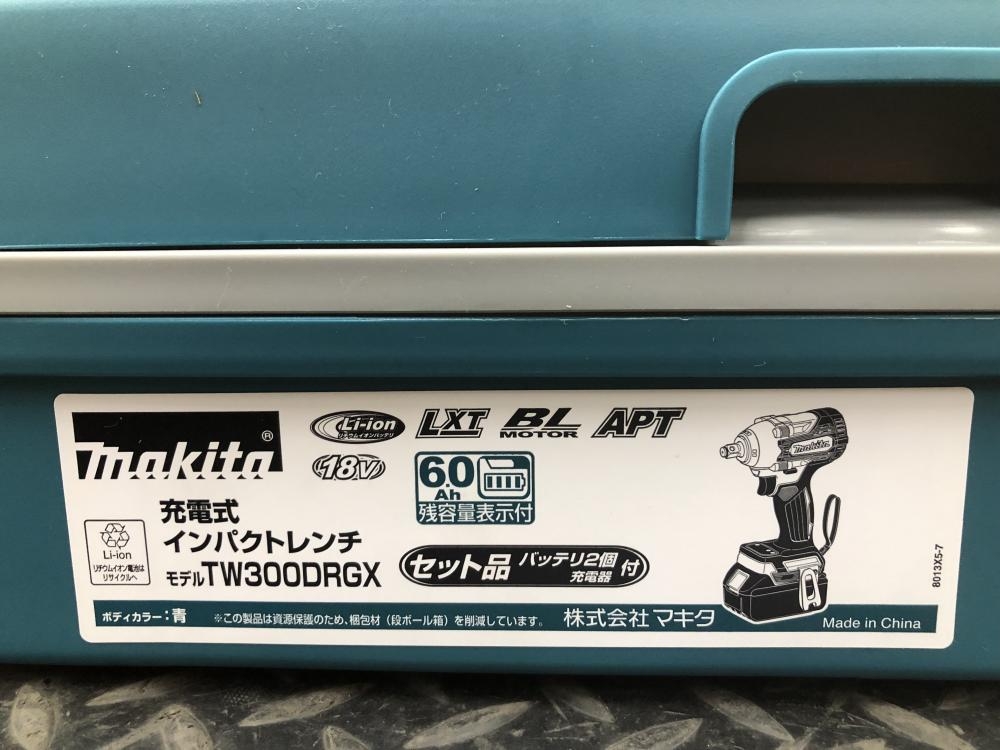 makita®
Li-ion
リチウムイオンバッテリ
LXT
BL
MOTOR
APT
18V
6.0
Ah
残容量表示付
充電式
インパクトレンチ
モデルTW300DRGX
Li-ion
リチウムイオン電池は
リサイクルへ
セット品 バッテリ2個 充電器 付
makita
8013X5-7
ボディカラー:青 ※この製品は資源保護のため、梱包材(段ボール箱)を削減しています。 株式会社マキタ Made in China